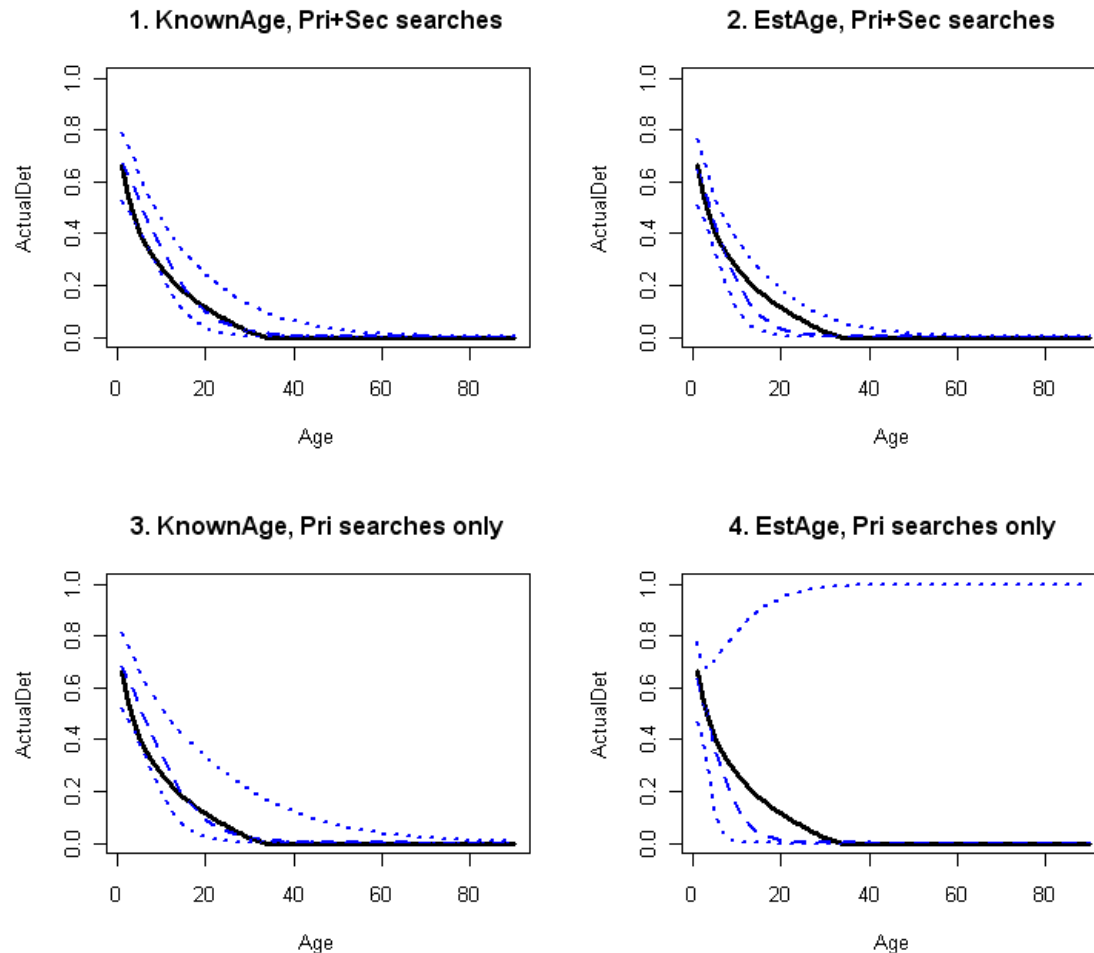 1. KnownAge, Pri+Sec searches
ActualDet
0.0 0.2 0.4 0.6 0.8 1.0
0 20 40 60 80
Age
2. EstAge, Pri+Sec searches
ActualDet
0.0 0.2 0.4 0.6 0.8 1.0
0 20 40 60 80
Age
3. KnownAge, Pri searches only
ActualDet
0.0 0.2 0.4 0.6 0.8 1.0
0 20 40 60 80
Age
4. EstAge, Pri searches only
ActualDet
0.0 0.2 0.4 0.6 0.8 1.0
0 20 40 60 80
Age